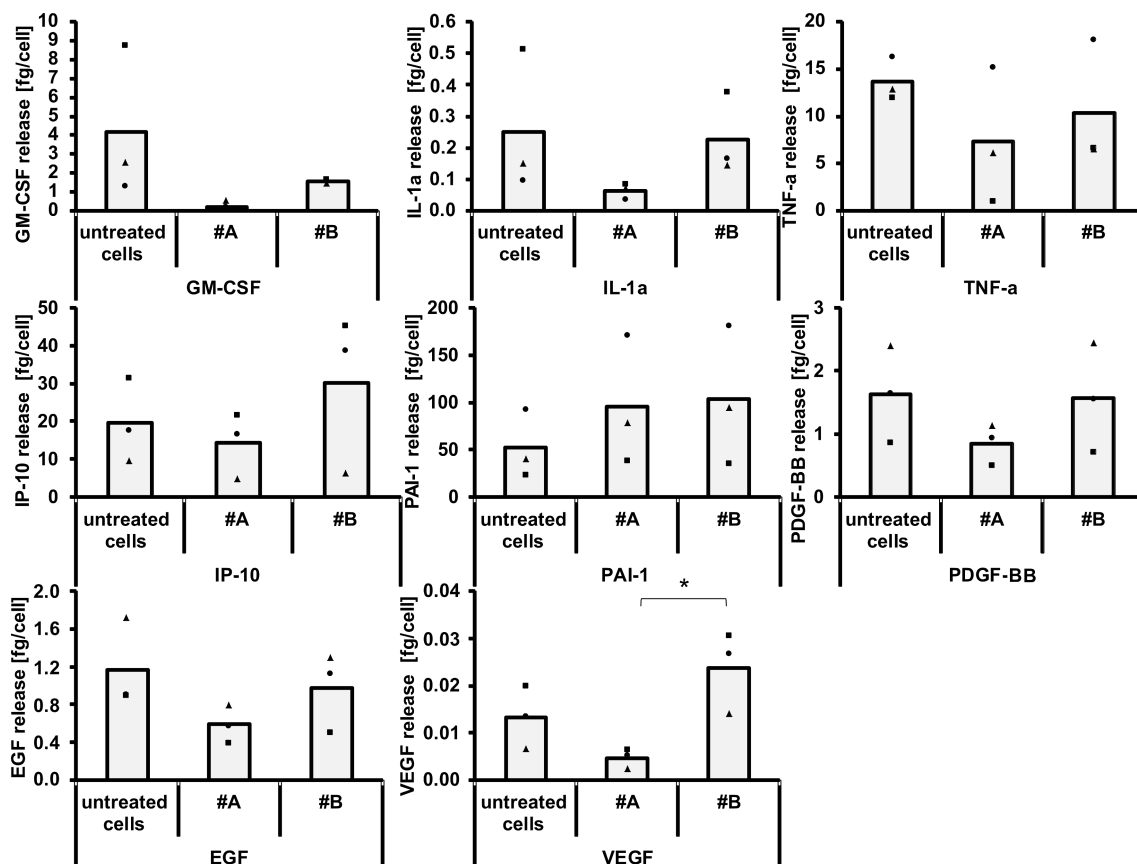 GM-CSF release [fg/cell]
10
9
8
7
6
5
4
3
2
1
0
untreated
cells
#A
#B
GM-CSF
IL-1a release [fg/cell]
0.6
0.5
0.4
0.3
0.2
0.1
0.0
untreated
cells
#A
#B
IL-1a
TNF-a release [fg/cell]
20
15
10
5
0
untreated
cells
#A
#B
TNF-a
IP-10 release [fg/cell]
50
40
30
20
10
0
untreated
cells
#A
#B
IP-10
PAI-1 release [fg/cell]
200
150
100
50
0
untreated
cells
#A
#B
PAI-1
PDGF-BB release [fg/cell]
3
2
1
0
untreated
cells
#A
#B
PDGF-BB
EGF release [fg/cell]
2.0
1.6
1.2
0.8
0.4
0.0
untreated
cells
#A
#B
EGF
VEGF release [fg/cell]
0.04
0.03
0.02
0.01
0.00
*
untreated
cells
#A
#B
VEGF